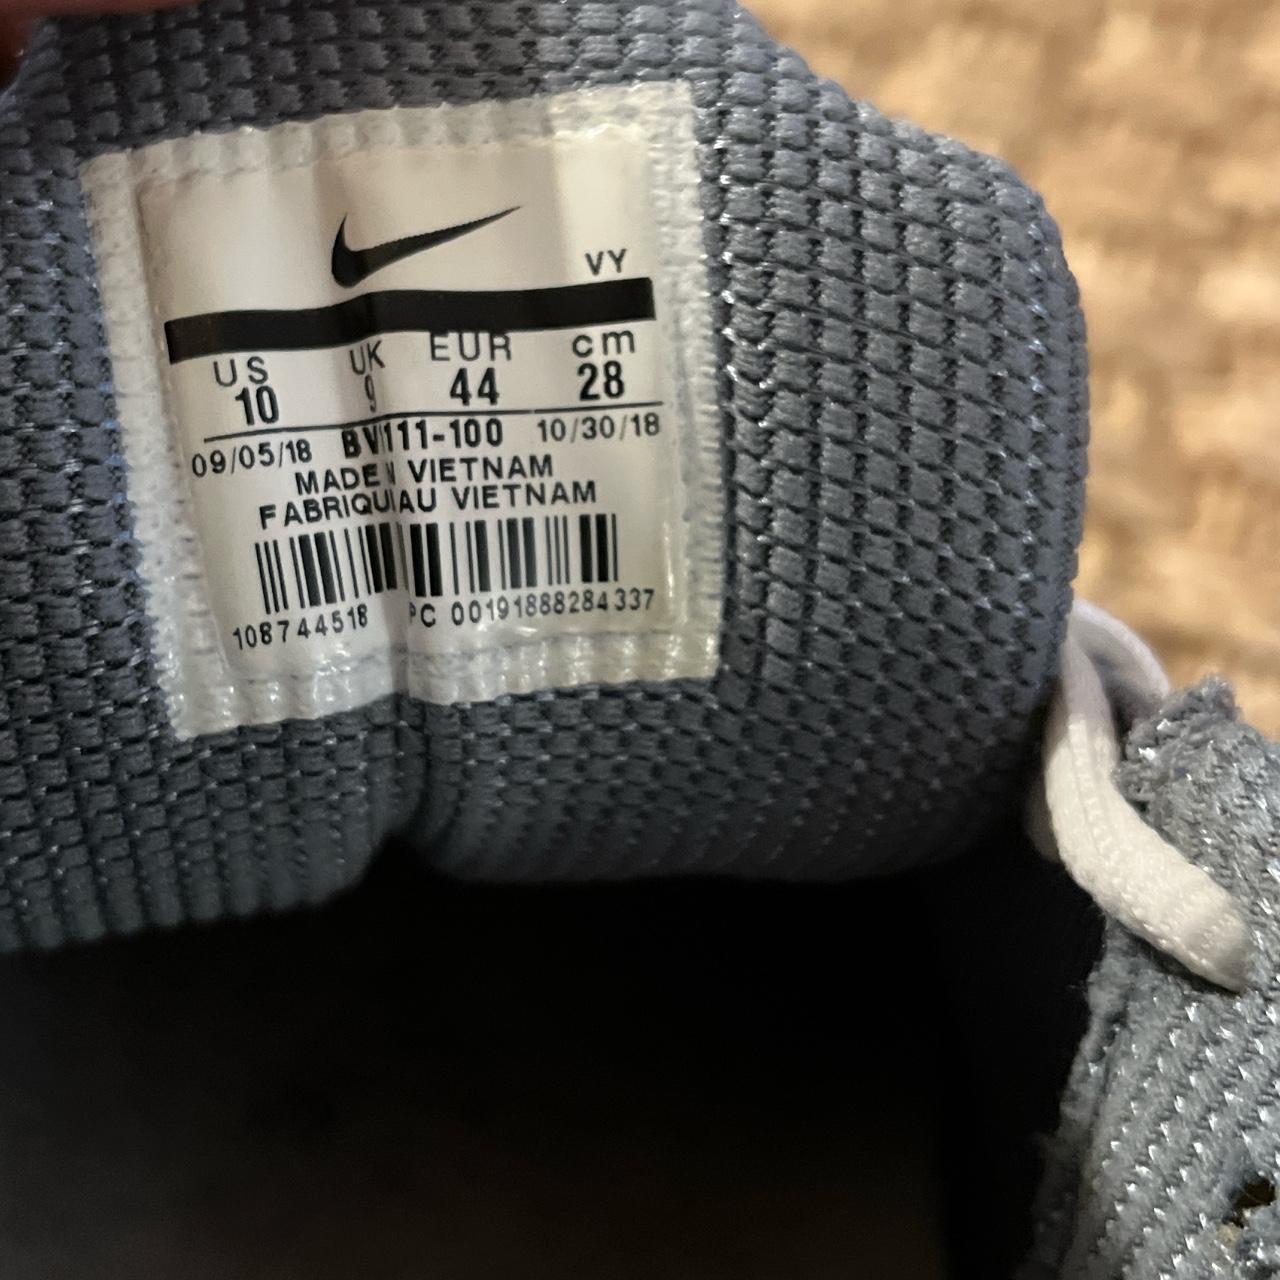 VY
US UK EUR cm
10 9 44 28
09/05/18 10/30/18
MADE VIETNAM
AU VIETNAM
108744518 00191888284337